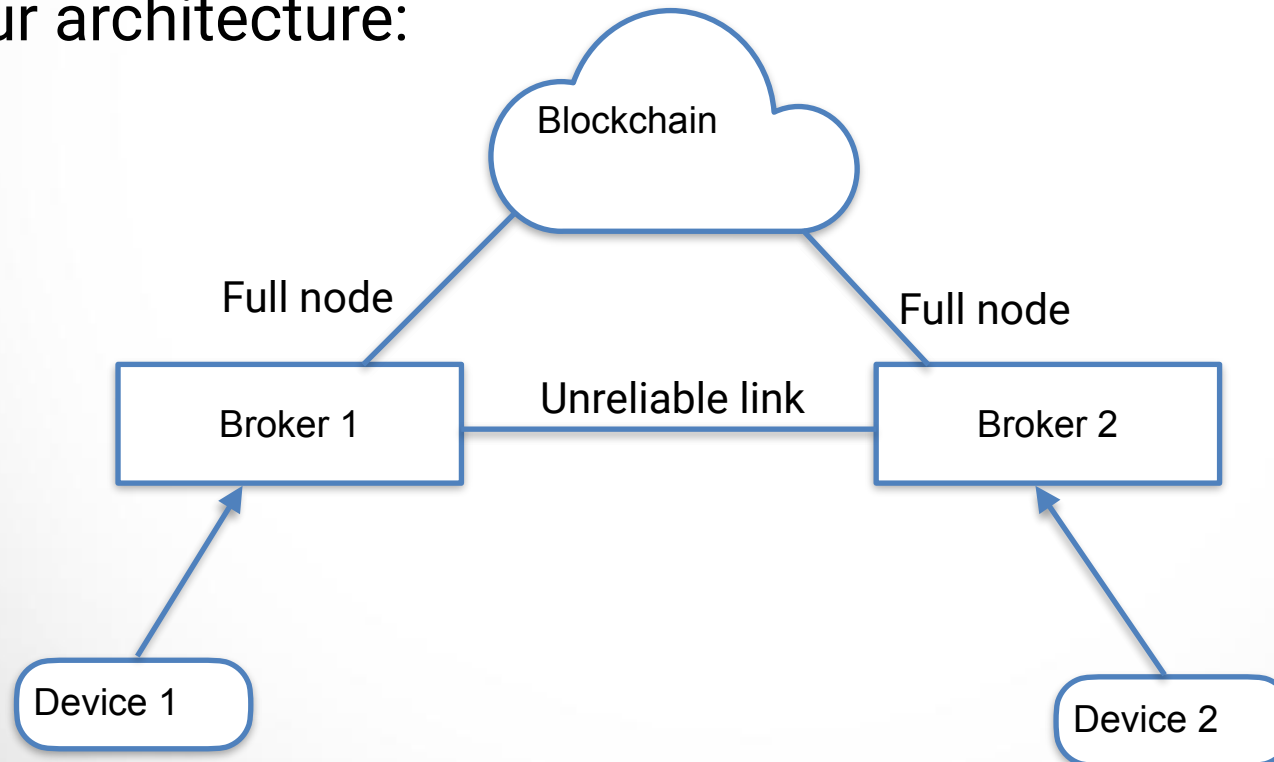 ur architecture:
Blockchain
Full node
Full node
Unreliable link
Broker 1
Broker 2
Device 1
Device 2